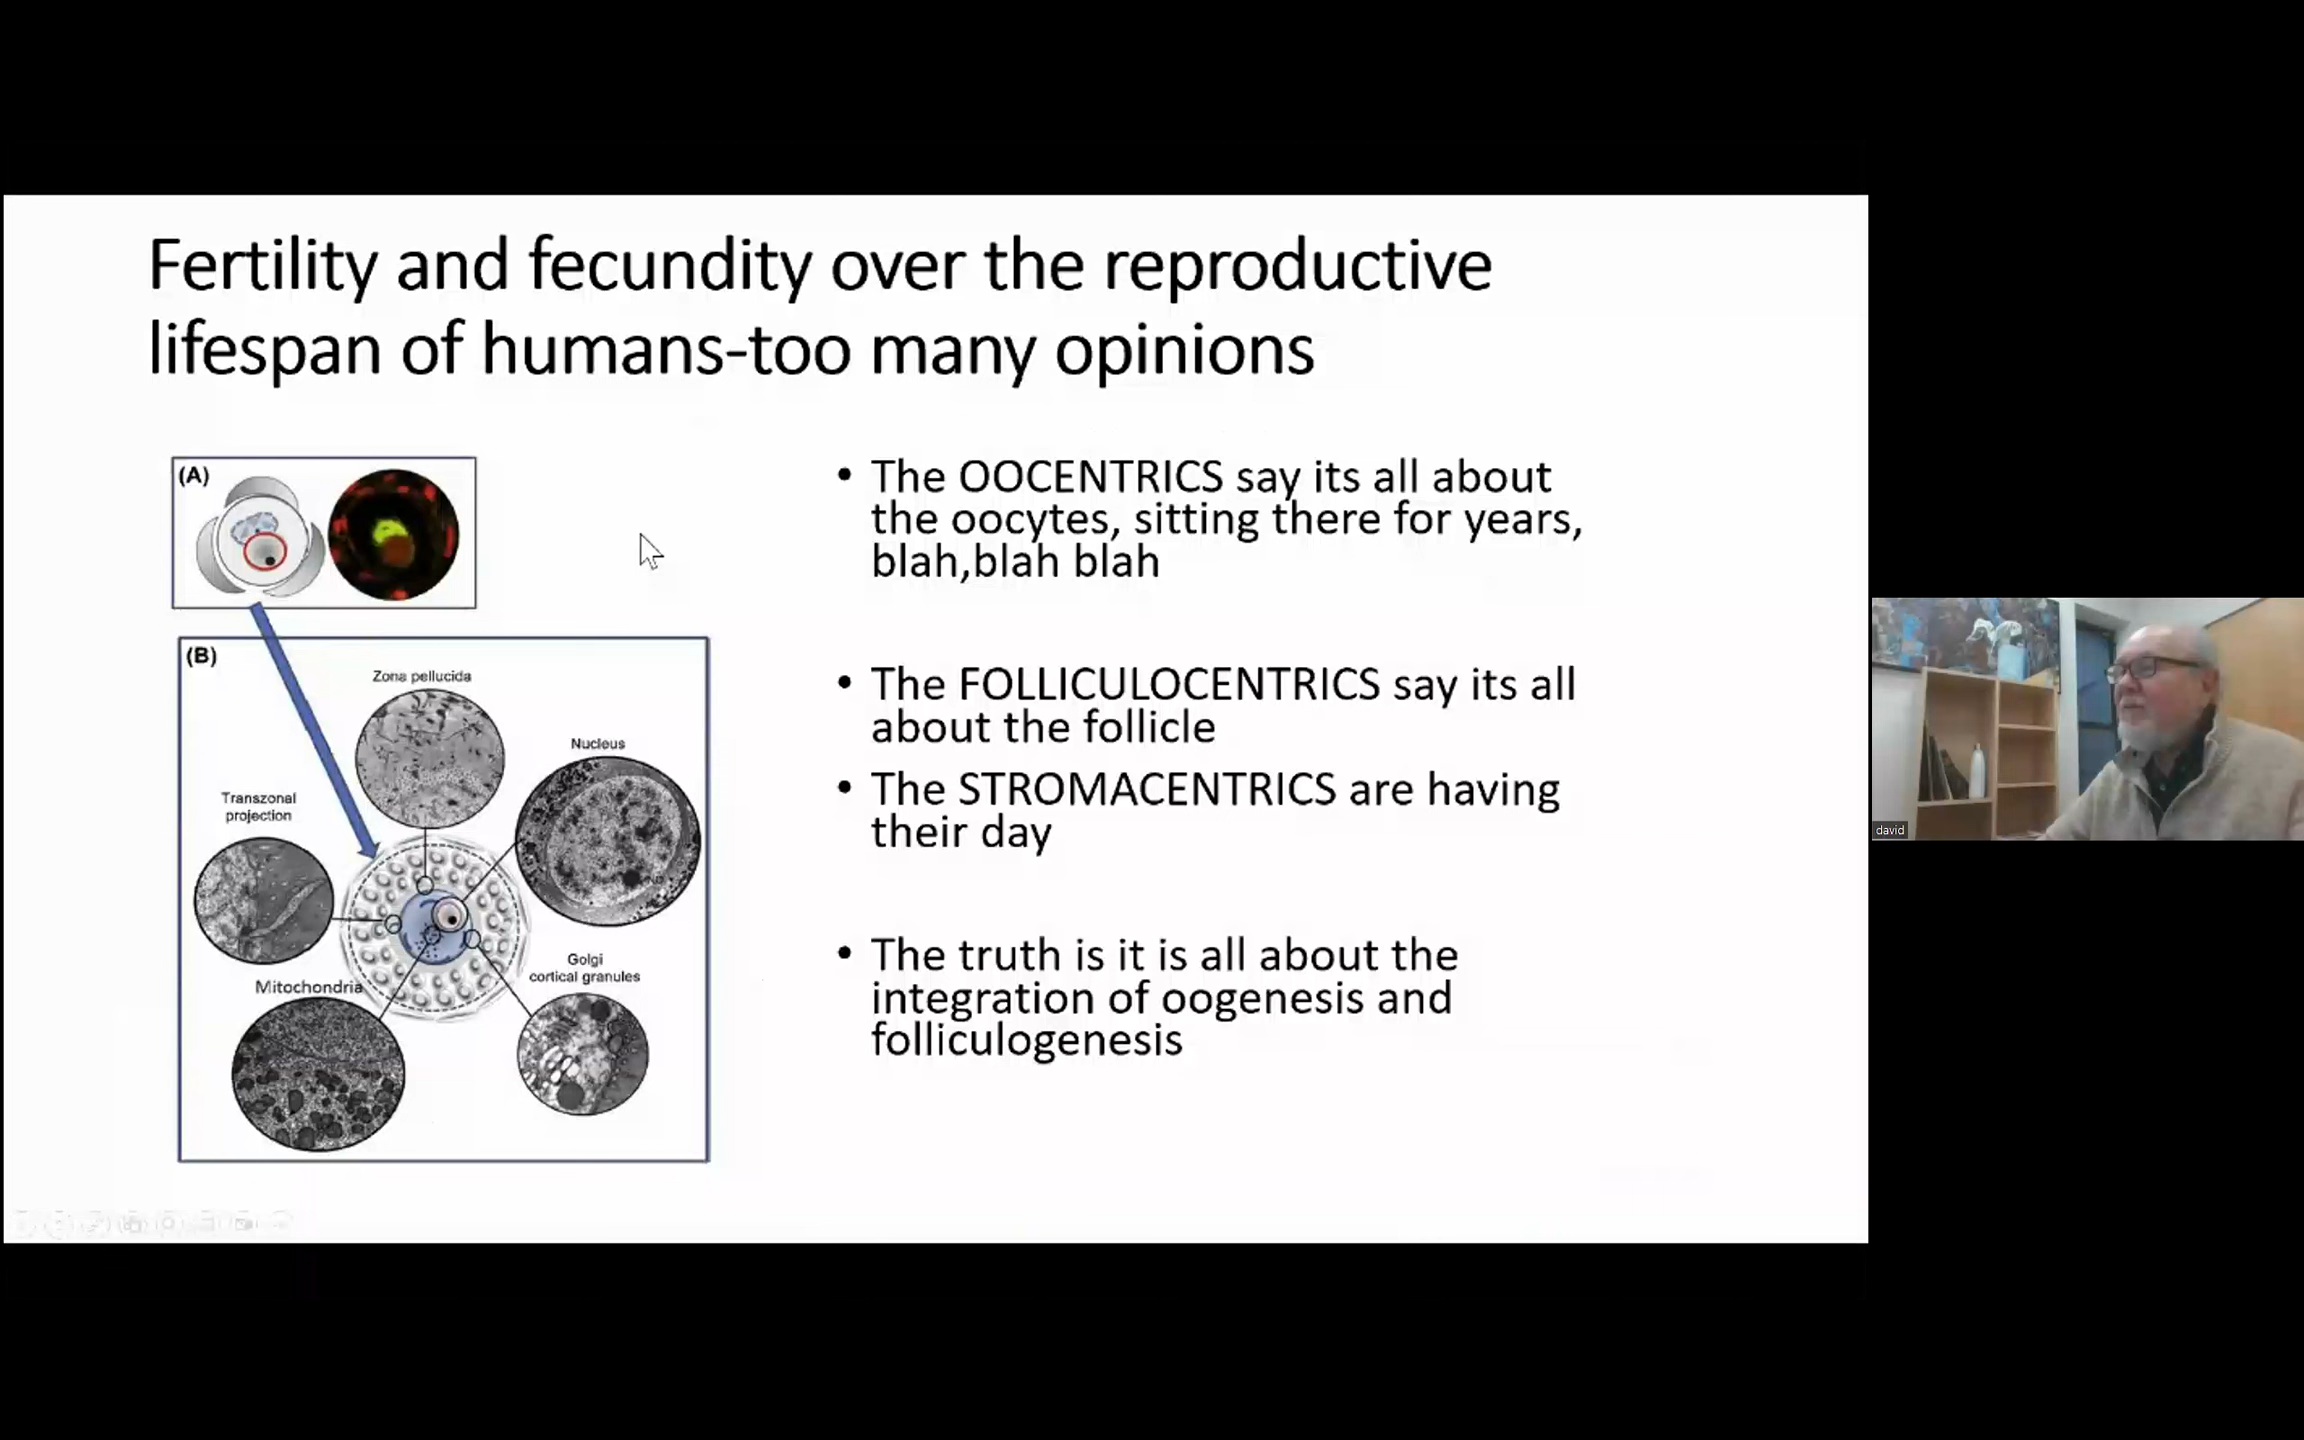 Fertility and fecundity over the reproductive
lifespan of humans-too many opinions
(A)
(B)
Zona pellucida
Nucleus
Transzonal
projection
Golgi
cortical granules
Mitochondria
• The OOCENTRICS say its all about
the oocytes, sitting there for years,
blah,blah blah
• The FOLLICULOCENTRICS say its all
about the follicle
• The STROMACENTRICS are having
their day
• The truth is it is all about the
integration of oogenesis and
folliculogenesis
david